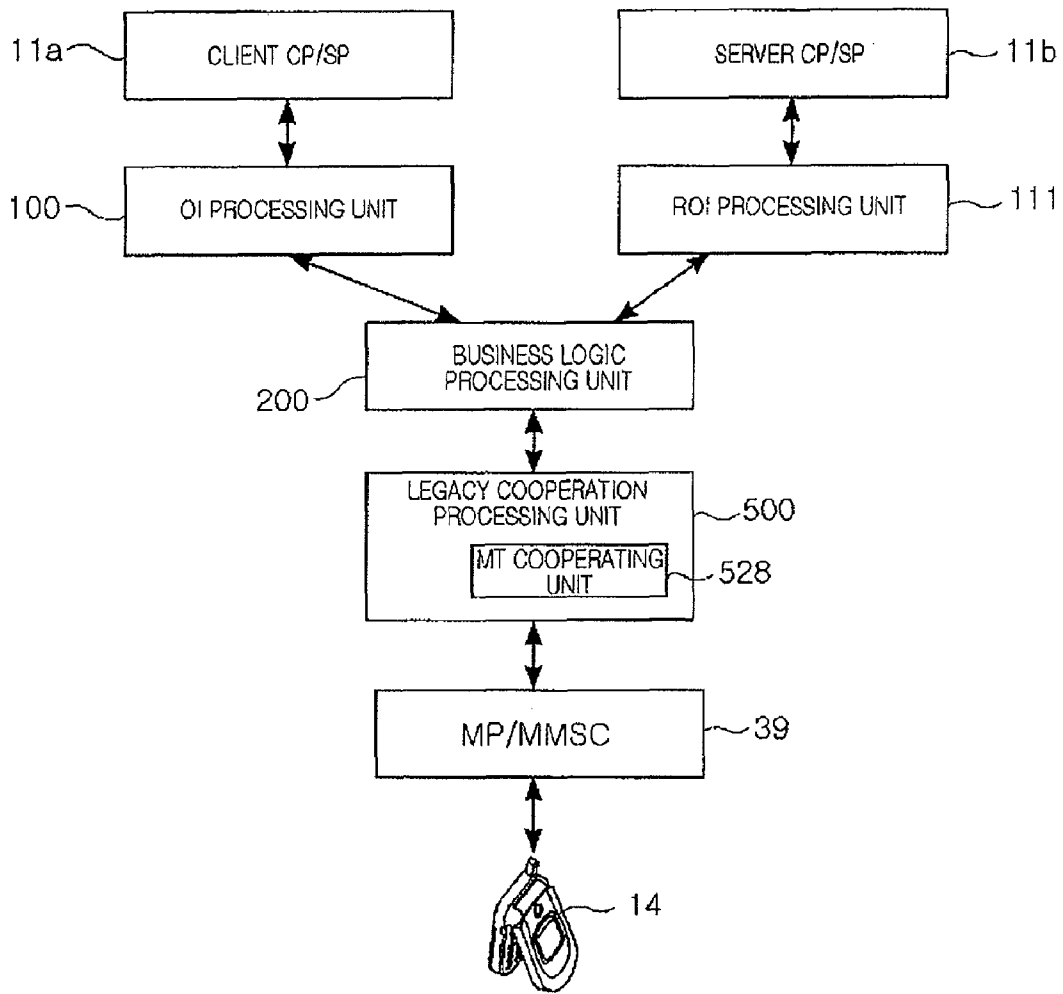 11a
CLIENT CP/SP
SERVER CP/SP
11b
100
OI PROCESSING UNIT
ROI PROCESSING UNIT
111
BUSINESS LOGIC
PROCESSING UNIT
200
LEGACY COOPERATION
PROCESSING UNIT
500
MT COOPERATING
UNIT
528
MP/MMSC
39
14